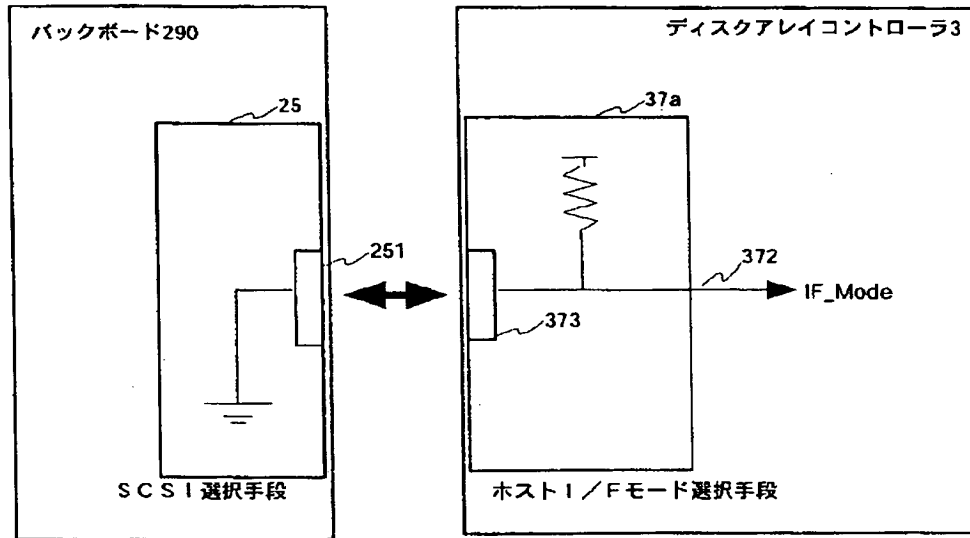 バックボード290
ディスクアレイコントローラ3
25
37a
251
372
IF_Mode
373
SCSI選択手段
ホストI/Fモード選択手段